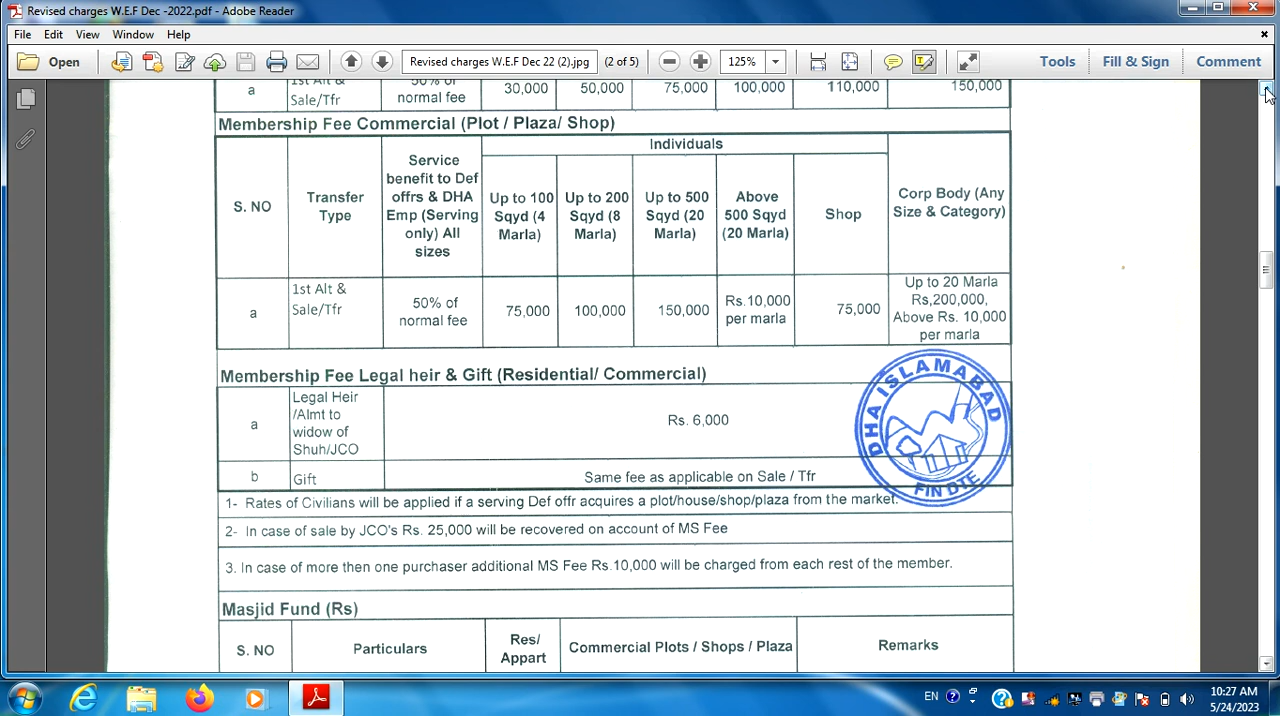 Revised charges W.E.F Dec -2022.pdf - Adobe Reader
File Edit View Window Help
Open Revised charges W.E.F Dec 22 (2).jpg (2 of 5) 125% Tools Fill & Sign Comment
a 1st Alt & Sale/Tfr 50% of normal fee 30,000 50,000 75,000 100,000 110,000 150,000
Membership Fee Commercial (Plot / Plaza/ Shop)
Individuals
S. NO
Transfer
Type
Service
benefit to Def
offrs & DHA
Emp (Serving
only) All
sizes
Up to 100
Sqyd (4
Marla)
Up to 200
Sqyd (8
Marla)
Up to 500
Sqyd (20
Marla)
Above
500 Sqyd
(20 Marla)
Shop
Corp Body (Any
Size & Category)
a
1st Alt &
Sale/Tfr
50% of
normal fee
75,000
100,000
150,000
Rs.10,000
per marla
75,000
Up to 20 Marla
Rs,200,000,
Above Rs. 10,000
per marla
Membership Fee Legal heir & Gift (Residential/ Commercial)
a
Legal Heir
/Almt to
widow of
Shuh/JCO
Rs. 6,000
b Gift Same fee as applicable on Sale / Tfr
DHA ISLAMABAD
FIN DTE
1- Rates of Civilians will be applied if a serving Def offr acquires a plot/house/shop/plaza from the market.
2- In case of sale by JCO's Rs. 25,000 will be recovered on account of MS Fee
3. In case of more then one purchaser additional MS Fee Rs.10,000 will be charged from each rest of the member.
Masjid Fund (Rs)
S. NO
Particulars
Res/
Appart
Commercial Plots / Shops / Plaza
Remarks
EN
10:27 AM
5/24/2023